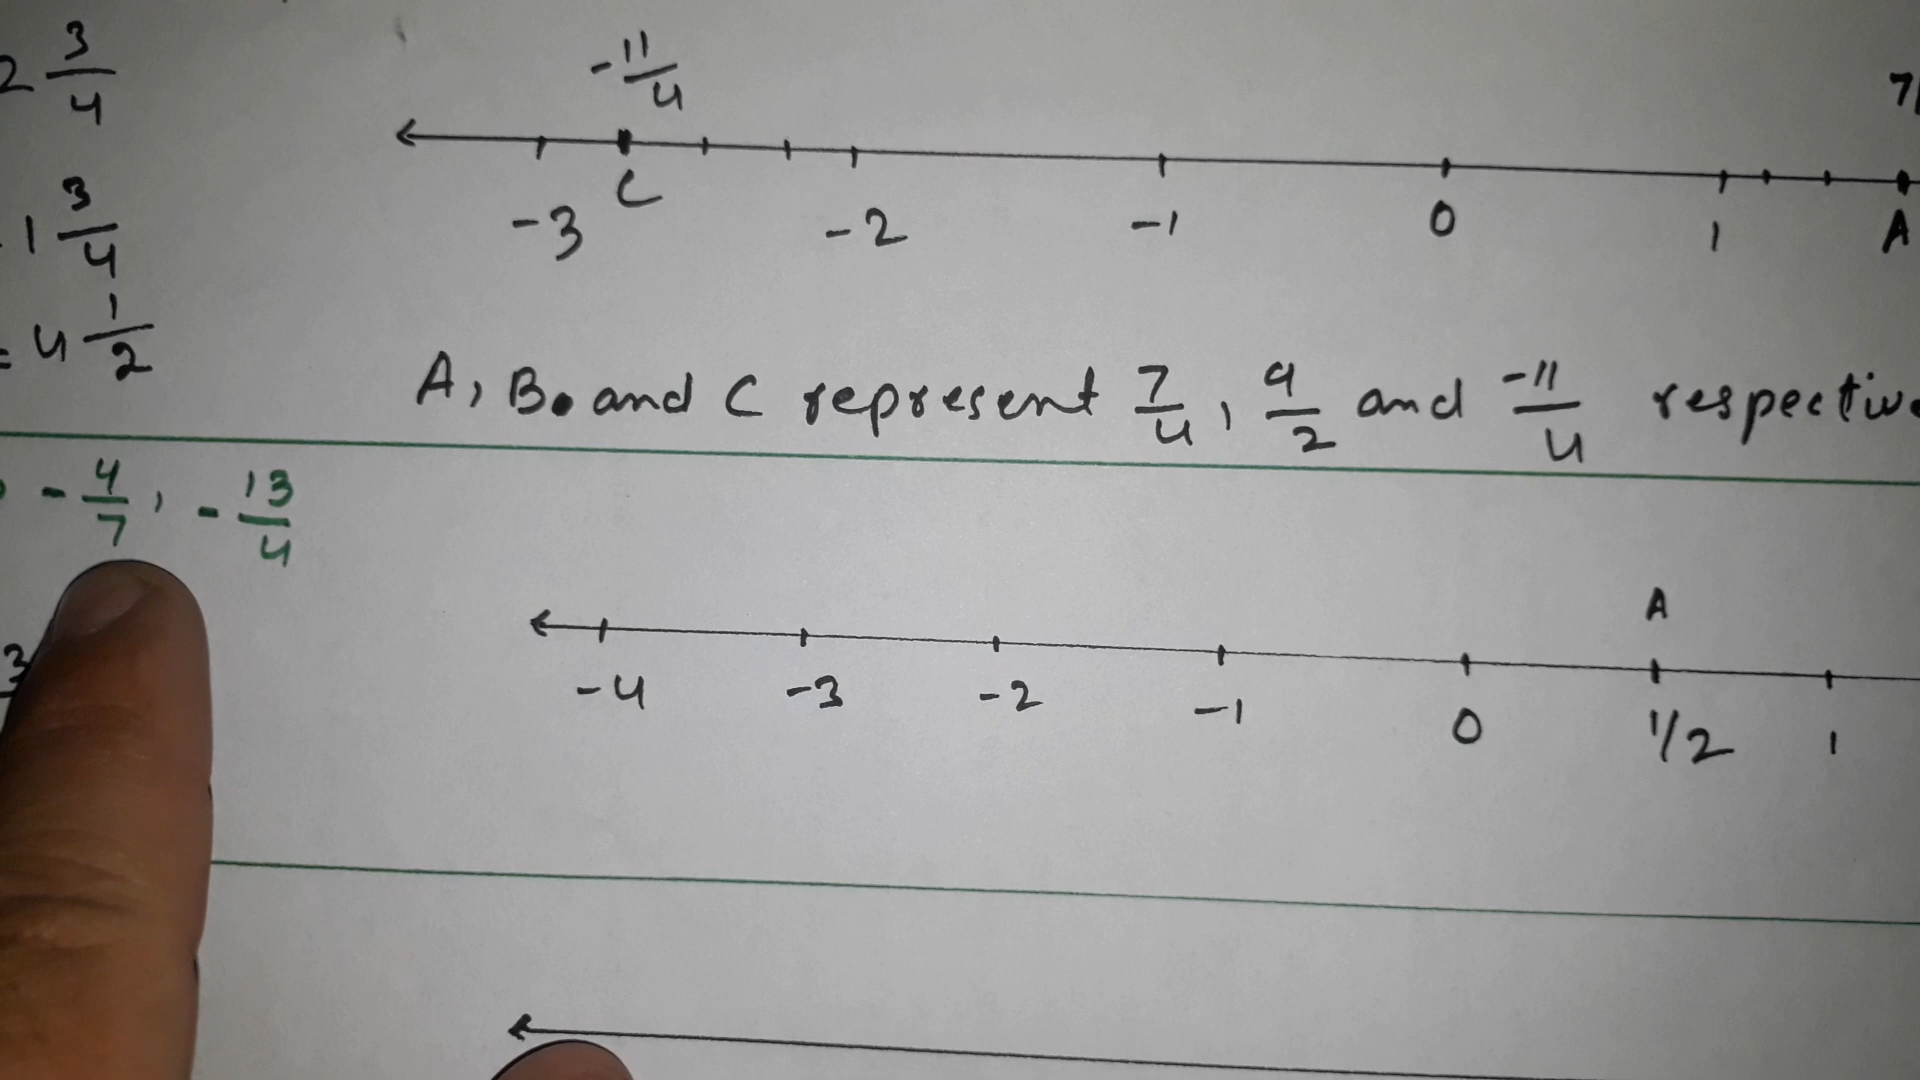 2 3/4
-11/4
7
C
-3 -2 -1 0 1 A
1 3/4
= 4 1/2
A, B and C represent 7/4, 9/2 and -11/4 respective
- 4/7, - 13/4
A
3
-4 -3 -2 -1 0 1/2 1